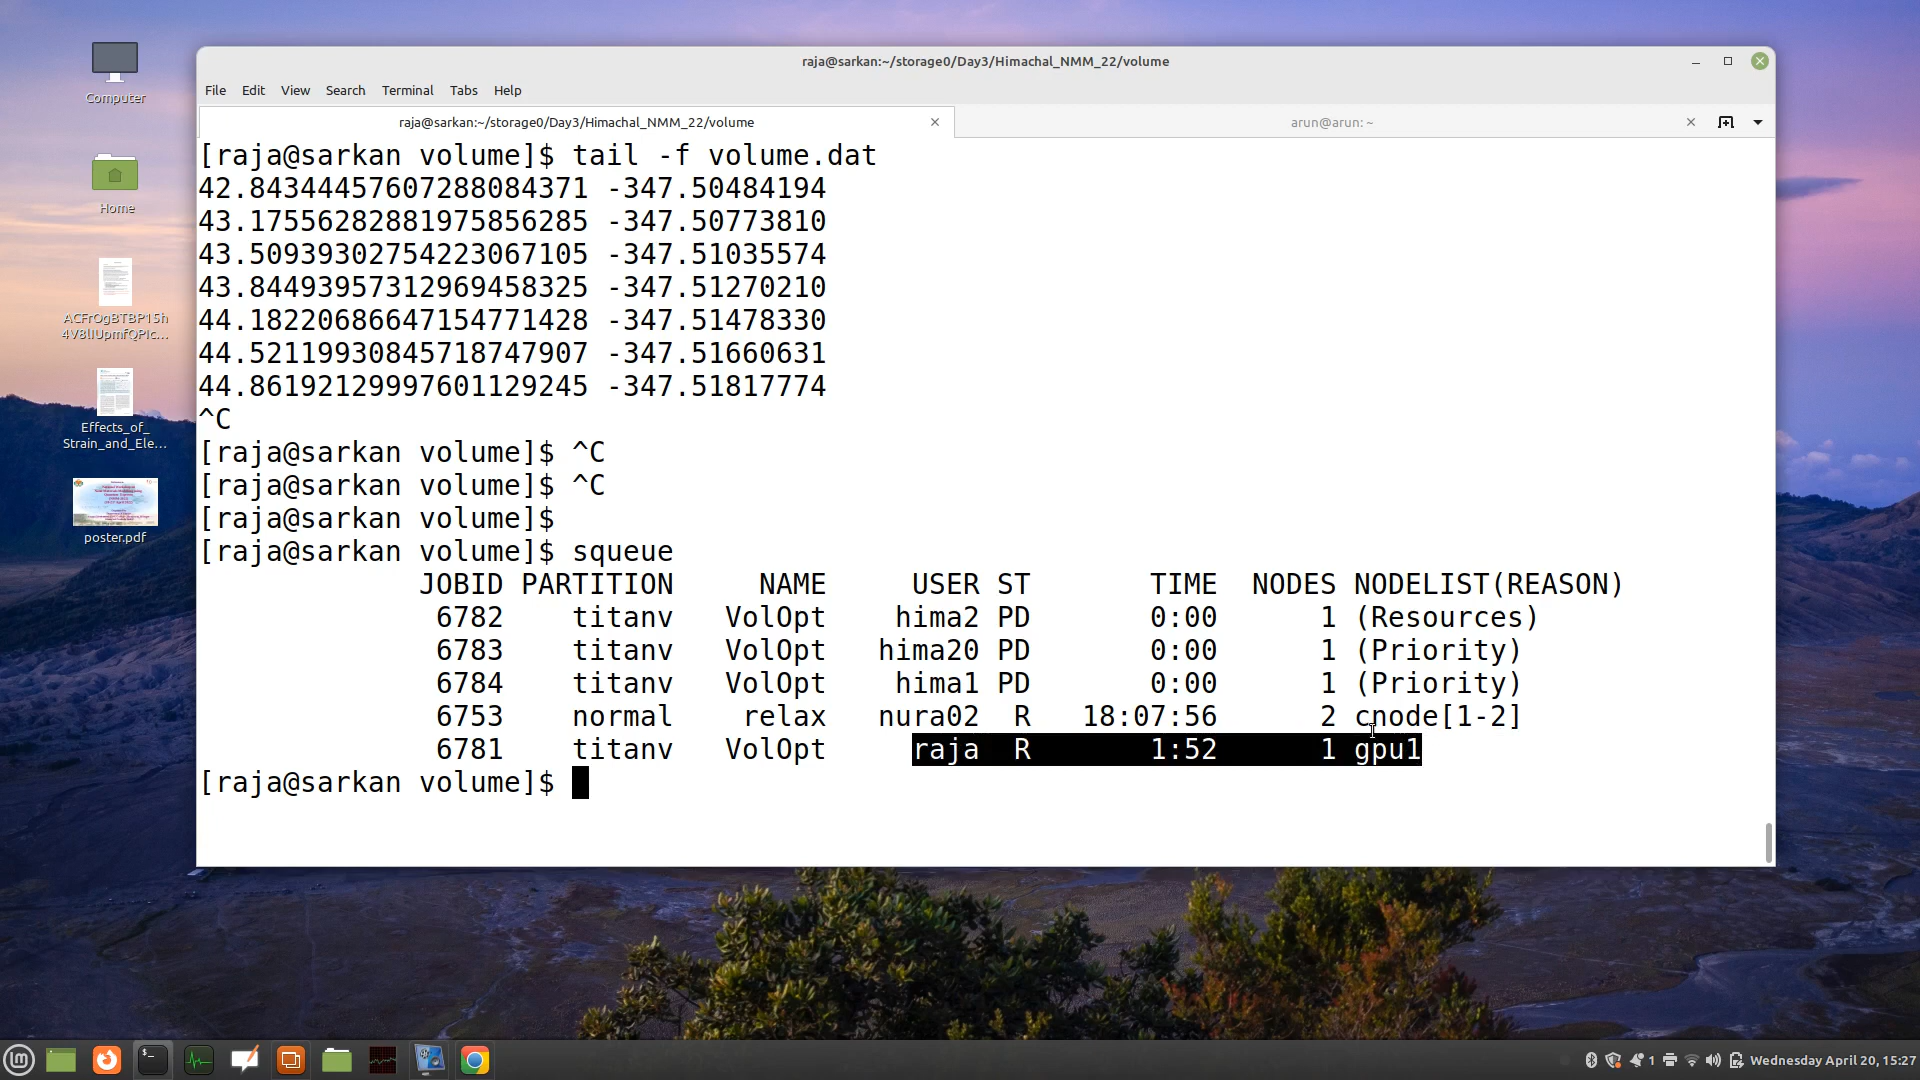 raja@sarkan:~/storage0/Day3/Himachal_NMM_22/volume
File Edit View Search Terminal Tabs Help
raja@sarkan:~/storage0/Day3/Himachal_NMM_22/volume
arun@arun: ~
[raja@sarkan volume]$ tail -f volume.dat
42.84344457607288084371 -347.50484194
43.17556282881975856285 -347.50773810
43.50939302754223067105 -347.51035574
43.84493957312969458325 -347.51270210
44.18220686647154771428 -347.51478330
44.52119930845718747907 -347.51660631
44.86192129997601129245 -347.51817774
^C
[raja@sarkan volume]$ ^C
[raja@sarkan volume]$ ^C
[raja@sarkan volume]$
[raja@sarkan volume]$ squeue
JOBID PARTITION NAME USER ST TIME NODES NODELIST(REASON)
6782 titanv VolOpt hima2 PD 0:00 1 (Resources)
6783 titanv VolOpt hima20 PD 0:00 1 (Priority)
6784 titanv VolOpt hima1 PD 0:00 1 (Priority)
6753 normal relax nura02 R 18:07:56 2 cnode[1-2]
6781 titanv VolOpt raja R 1:52 1 gpu1
[raja@sarkan volume]$
Computer
Home
ACFrOgBTBP15h
4V8lIUpmfQPIc...
Effects_of_
Strain_and_Ele...
poster.pdf
1
Wednesday April 20, 15:27